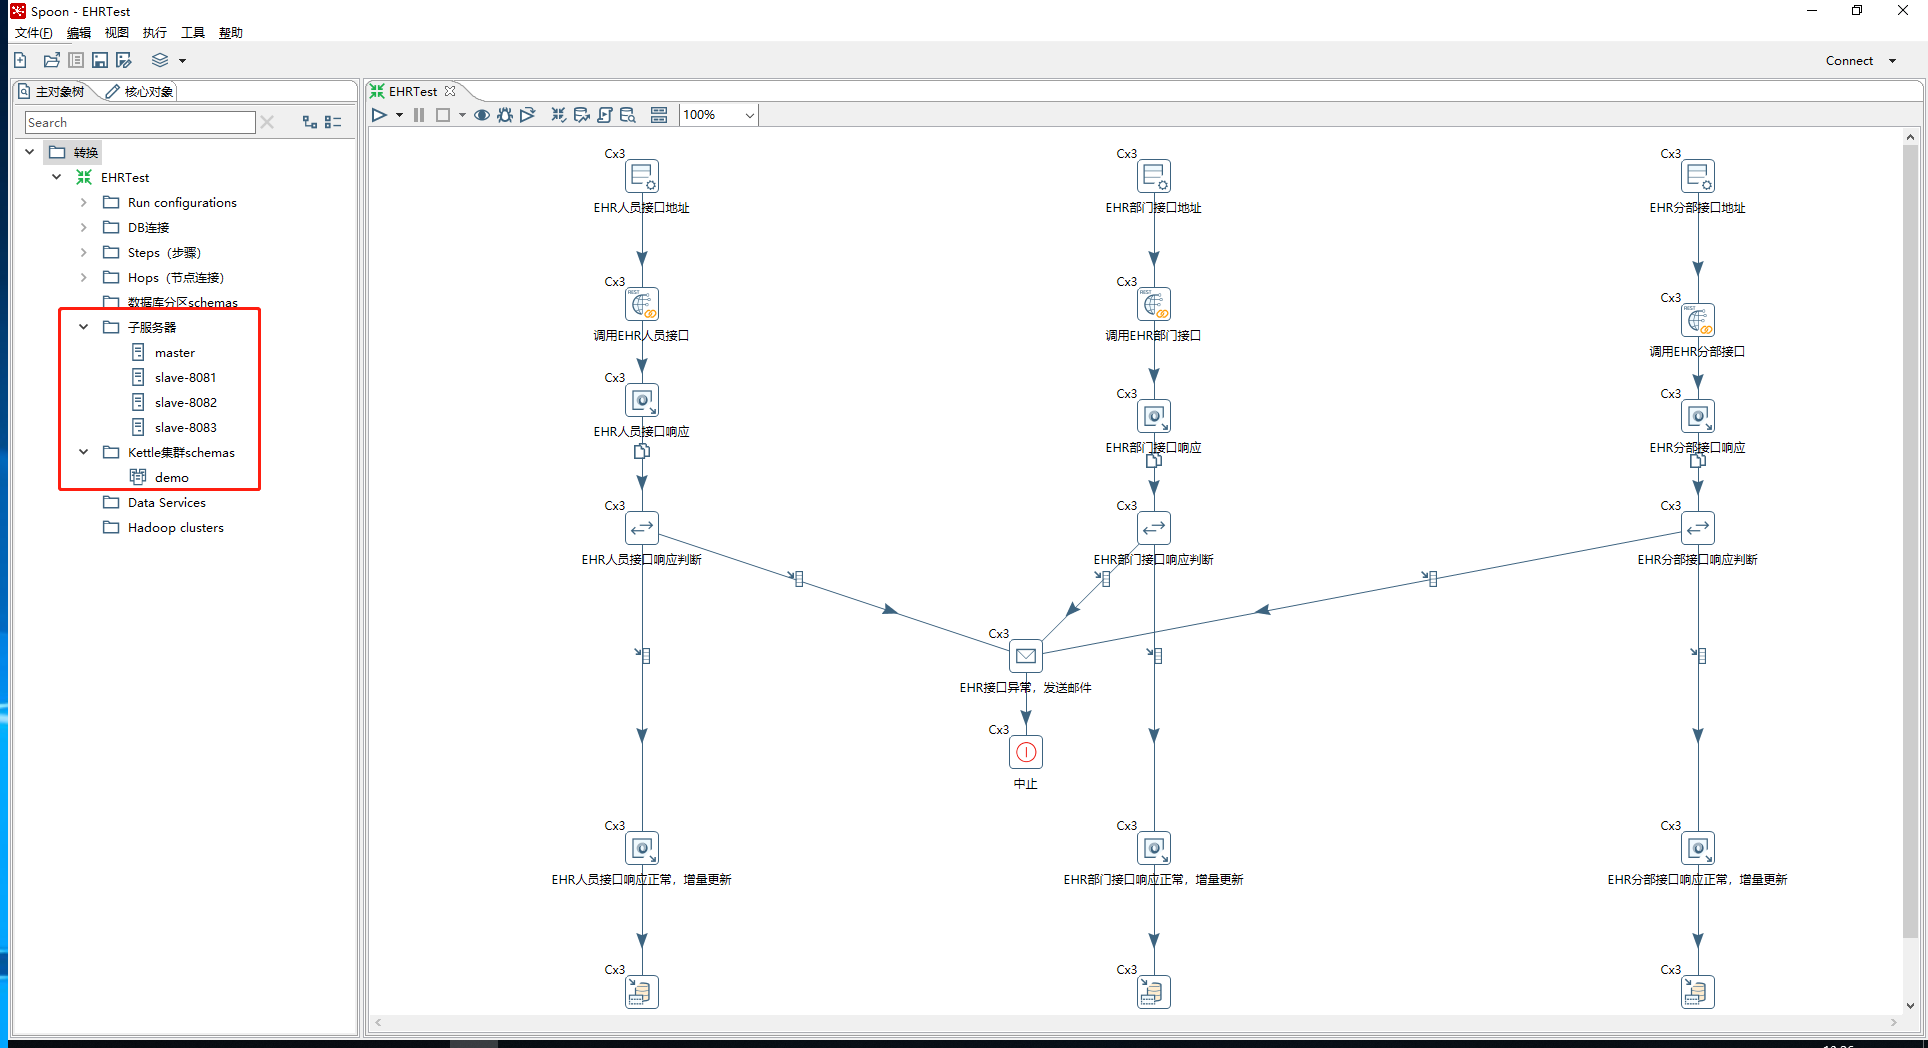 Spoon - EHRTest
文件(F) 编辑 视图 执行 工具 帮助
Connect
主对象树 核心对象
Search
转换
EHRTest
Run configurations
DB连接
Steps（步骤）
Hops（节点连接）
数据库分区schemas
子服务器
master
slave-8081
slave-8082
slave-8083
Kettle集群schemas
demo
Data Services
Hadoop clusters
EHRTest
100%
Cx3 Cx3 Cx3
EHR人员接口地址 EHR部门接口地址 EHR分部接口地址
Cx3 Cx3 Cx3
REST REST REST
调用EHR人员接口 调用EHR部门接口 调用EHR分部接口
Cx3 Cx3 Cx3
EHR人员接口响应 EHR部门接口响应 EHR分部接口响应
Cx3 Cx3 Cx3
EHR人员接口响应判断 EHR部门接口响应判断 EHR分部接口响应判断
Cx3
EHR接口异常，发送邮件
Cx3
中止
Cx3 Cx3 Cx3
EHR人员接口响应正常，增量更新 EHR部门接口响应正常，增量更新 EHR分部接口响应正常，增量更新
Cx3 Cx3 Cx3